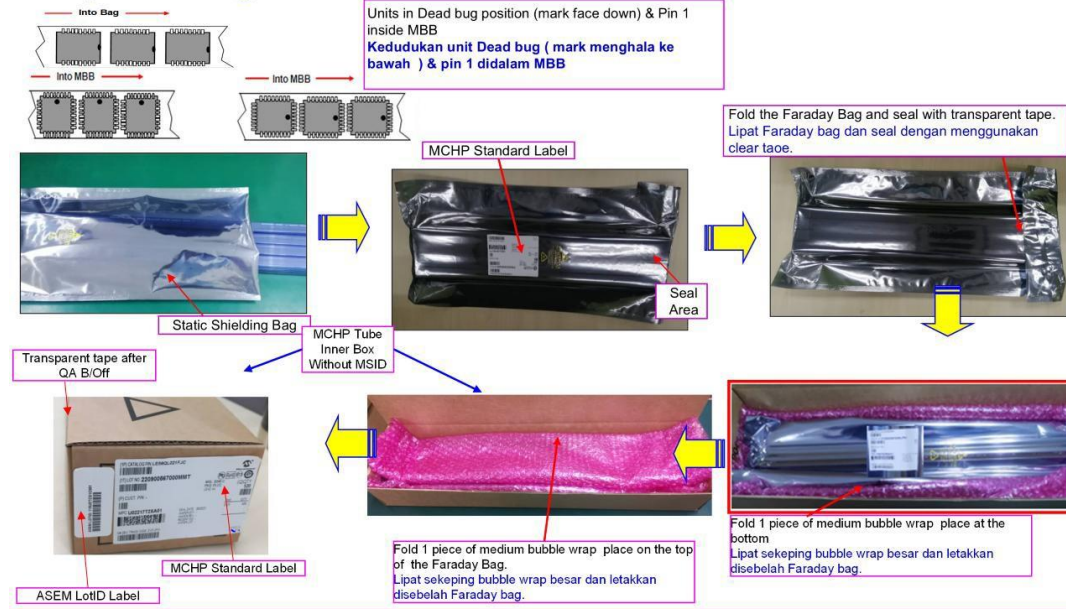 Into Bag
Into MBB
Into MBB
Units in Dead bug position (mark face down) & Pin 1
inside MBB
Kedudukan unit Dead bug ( mark menghala ke
bawah ) & pin 1 didalam MBB
Fold the Faraday Bag and seal with transparent tape.
Lipat Faraday bag dan seal dengan menggunakan
clear taoe.
MCHP Standard Label
Seal
Area
Static Shielding Bag
MCHP Tube
Inner Box
Without MSID
Transparent tape after
QA B/Off
MCHP Standard Label
ASEM LotID Label
Fold 1 piece of medium bubble wrap place on the top
of the Faraday Bag.
Lipat sekeping bubble wrap besar dan letakkan
disebelah Faraday bag.
Fold 1 piece of medium bubble wrap place at the
bottom
Lipat sekeping bubble wrap besar dan letakkan
disebelah Faraday bag.